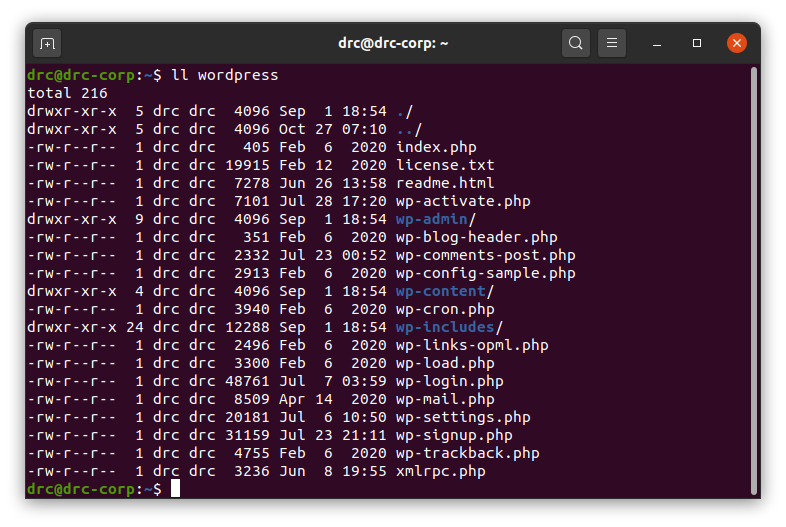 drc@drc-corp: ~
drc@drc-corp:~$ ll wordpress
total 216
drwxr-xr-x  5 drc drc  4096 Sep  1 18:54 ./
drwxr-xr-x  5 drc drc  4096 Oct 27 07:10 ../
-rw-r--r--  1 drc drc   405 Feb  6  2020 index.php
-rw-r--r--  1 drc drc 19915 Feb 12  2020 license.txt
-rw-r--r--  1 drc drc  7278 Jun 26 13:58 readme.html
-rw-r--r--  1 drc drc  7101 Jul 28 17:20 wp-activate.php
drwxr-xr-x  9 drc drc  4096 Sep  1 18:54 wp-admin/
-rw-r--r--  1 drc drc   351 Feb  6  2020 wp-blog-header.php
-rw-r--r--  1 drc drc  2332 Jul 23 00:52 wp-comments-post.php
-rw-r--r--  1 drc drc  2913 Feb  6  2020 wp-config-sample.php
drwxr-xr-x  4 drc drc  4096 Sep  1 18:54 wp-content/
-rw-r--r--  1 drc drc  3940 Feb  6  2020 wp-cron.php
drwxr-xr-x 24 drc drc 12288 Sep  1 18:54 wp-includes/
-rw-r--r--  1 drc drc  2496 Feb  6  2020 wp-links-opml.php
-rw-r--r--  1 drc drc  3300 Feb  6  2020 wp-load.php
-rw-r--r--  1 drc drc 48761 Jul  7 03:59 wp-login.php
-rw-r--r--  1 drc drc  8509 Apr 14  2020 wp-mail.php
-rw-r--r--  1 drc drc 20181 Jul  6 10:50 wp-settings.php
-rw-r--r--  1 drc drc 31159 Jul 23 21:11 wp-signup.php
-rw-r--r--  1 drc drc  4755 Feb  6  2020 wp-trackback.php
-rw-r--r--  1 drc drc  3236 Jun  8 19:55 xmlrpc.php
drc@drc-corp:~$